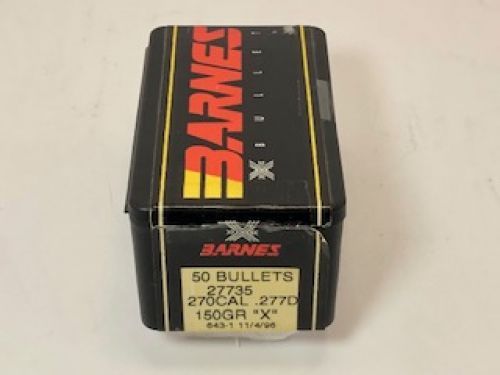 BARNES
X BULLETS
X
BARNES
50 BULLETS
27735
270CAL .277D
150GR "X"
643-1 11/4/96